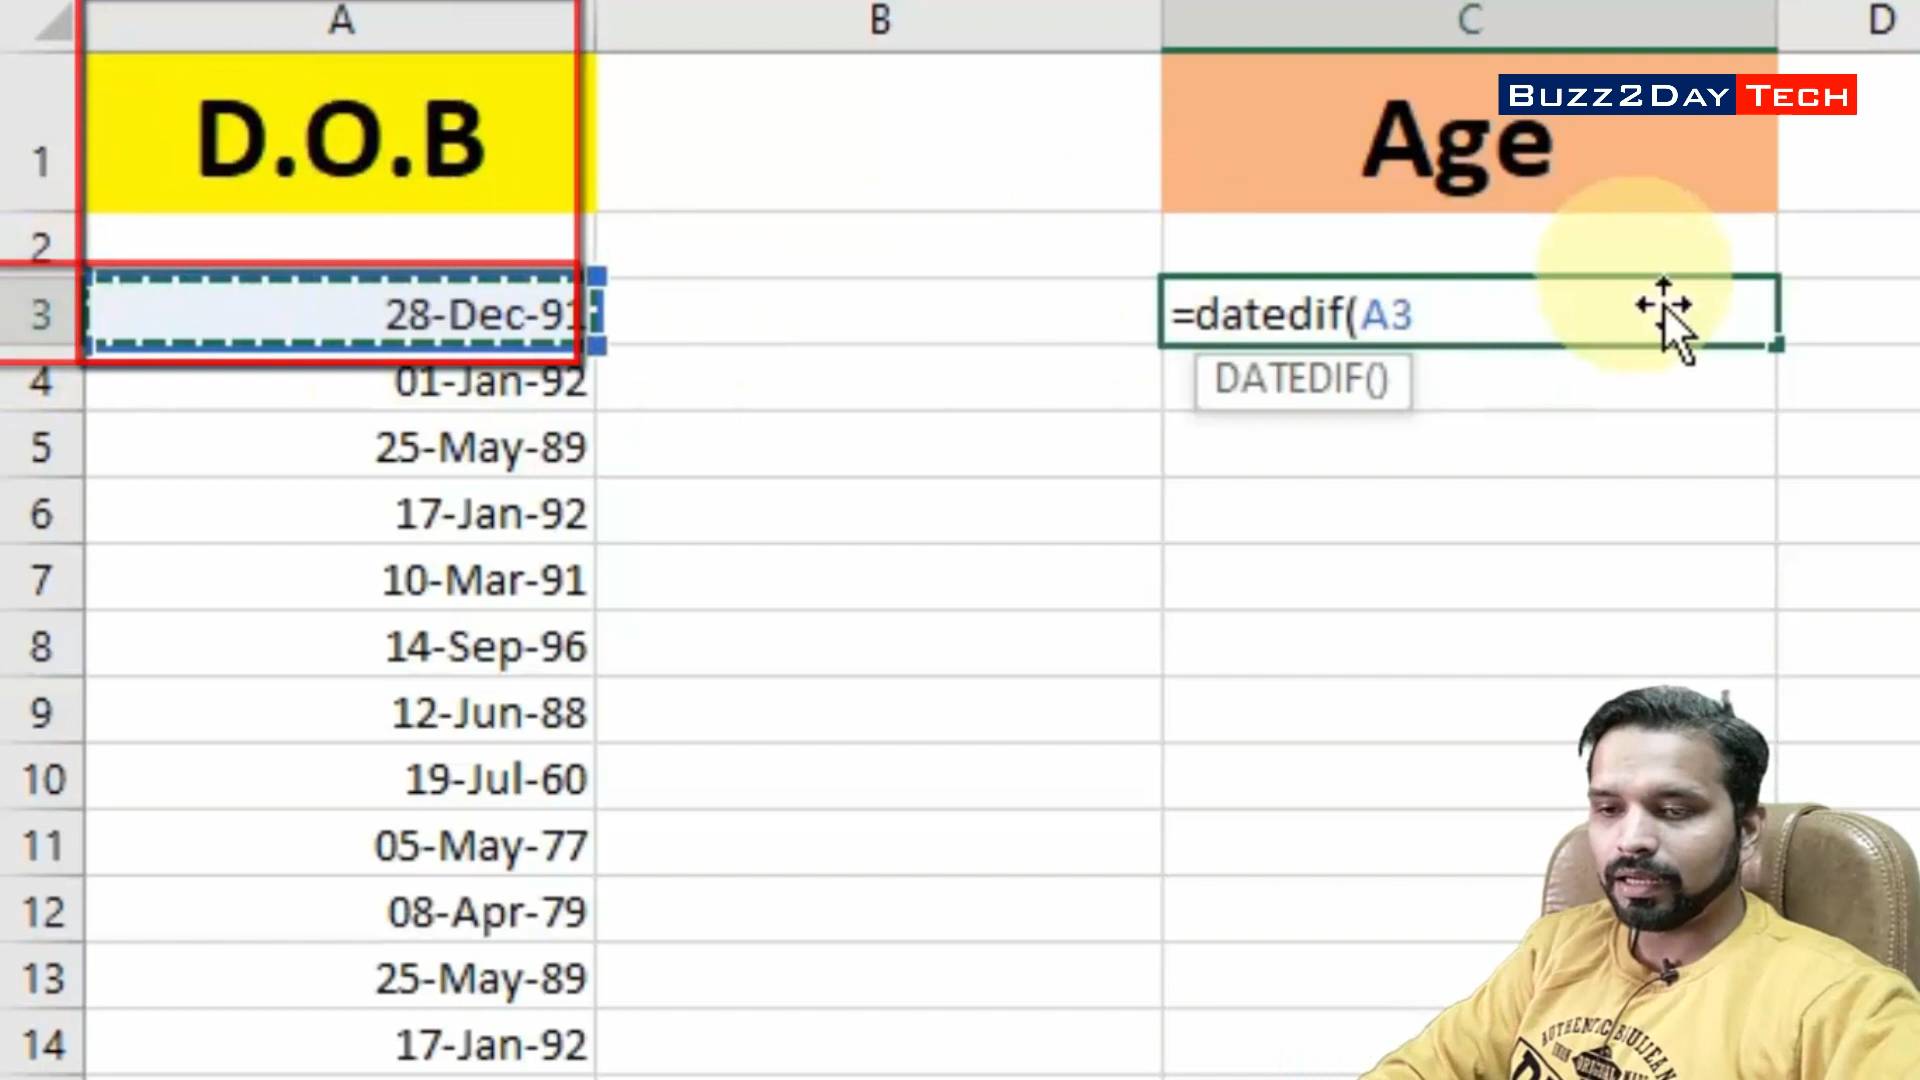 A B C D
BUZZ2DAY TECH
1 D.O.B Age
2
3 28-Dec-91 =datedif(A3
DATEDIF()
4 01-Jan-92
5 25-May-89
6 17-Jan-92
7 10-Mar-91
8 14-Sep-96
9 12-Jun-88
10 19-Jul-60
11 05-May-77
12 08-Apr-79
13 25-May-89
14 17-Jan-92
AUTHENTIC
ORIGINAL